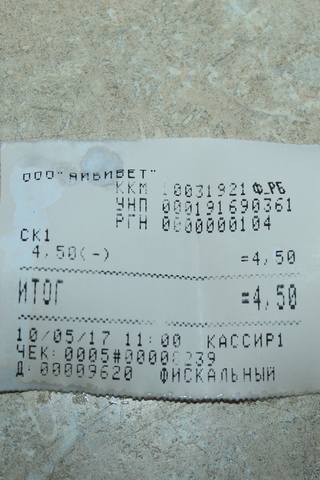 ООО "АЙБИВЕТ"
ККМ 10031921 Ф.РБ
УНП 000191690361
РГН 0000000104
СК1
4,50(-) =4,50
ИТОГ =4,50
10/05/17 11:00 КАССИР1
ЧЕК: 0005#00000239
Д: 00009620 ФИСКАЛЬНЫЙ